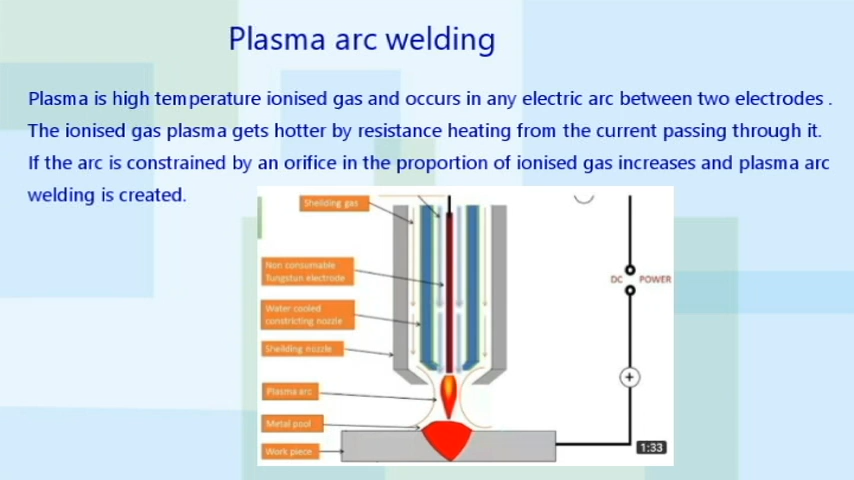 Plasma arc welding
Plasma is high temperature ionised gas and occurs in any electric arc between two electrodes .
The ionised gas plasma gets hotter by resistance heating from the current passing through it.
If the arc is constrained by an orifice in the proportion of ionised gas increases and plasma arc
welding is created.
Sheilding gas
Non consumable
Tungstun electrode
Water cooled
constricting nozzle
Sheilding nozzle
Plasma arc
Metal pool
Work piece
DC POWER
+
1:33